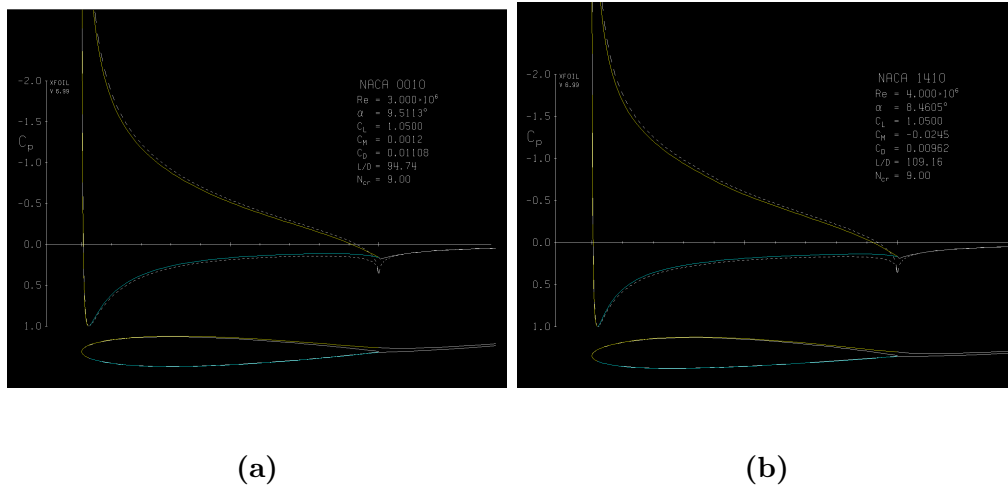 -2.0
XFOIL
V 6.99
-1.5
Cp
-1.0
-0.5
0.0
0.5
1.0
NACA 0010
Re = 3.000·10⁶
α = 9.5113°
CL = 1.0500
CM = 0.0012
CD = 0.01108
L/D = 94.74
Ncr = 9.00
(a)
-2.0
XFOIL
V 6.99
-1.5
Cp
-1.0
-0.5
0.0
0.5
1.0
NACA 1410
Re = 4.000·10⁶
α = 8.4605°
CL = 1.0500
CM = -0.0245
CD = 0.00962
L/D = 109.16
Ncr = 9.00
(b)